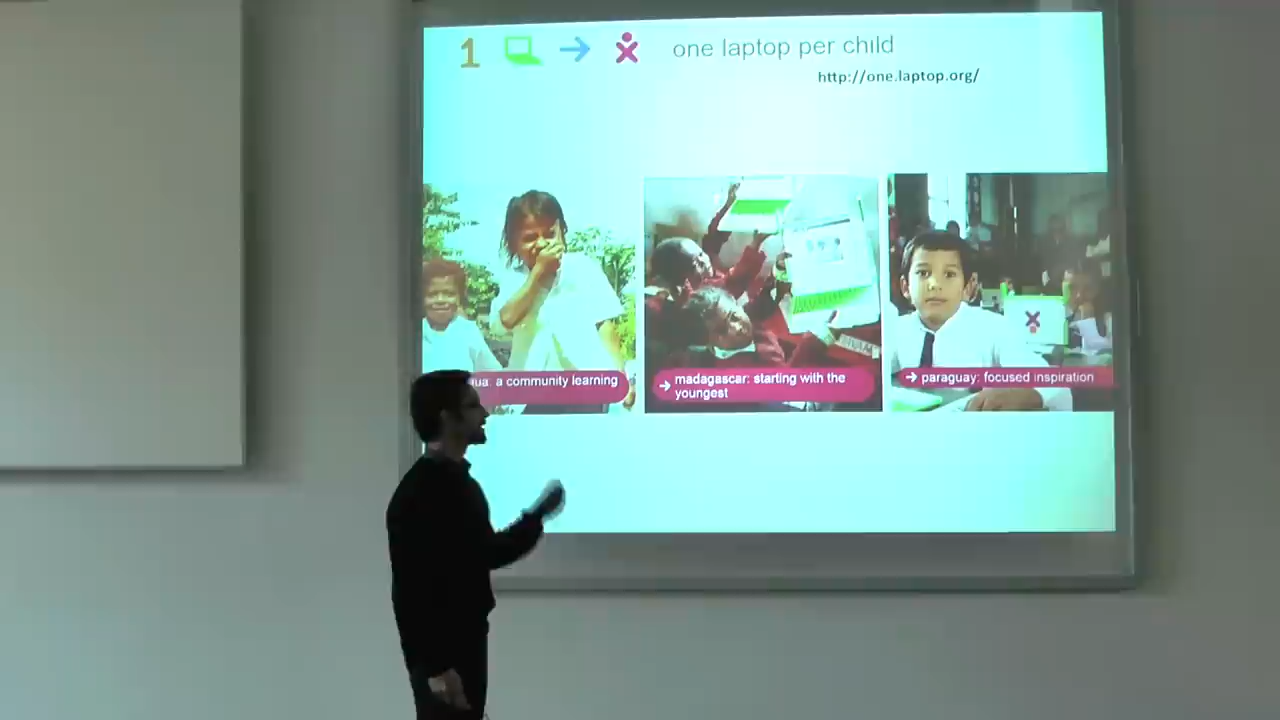 1 one laptop per child
http://one.laptop.org/
a community learning
madagascar: starting with the
youngest
paraguay: focused inspiration